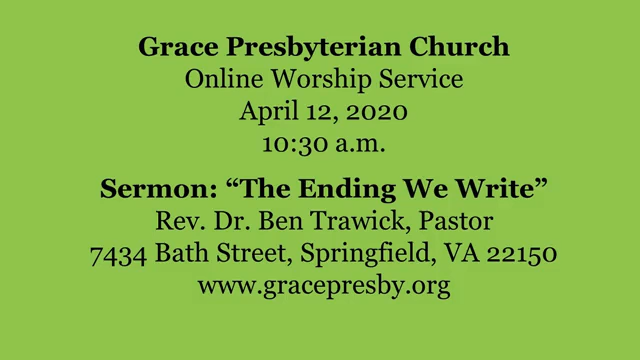 Grace Presbyterian Church
Online Worship Service
April 12, 2020
10:30 a.m.
Sermon: “The Ending We Write”
Rev. Dr. Ben Trawick, Pastor
7434 Bath Street, Springfield, VA 22150
www.gracepresby.org